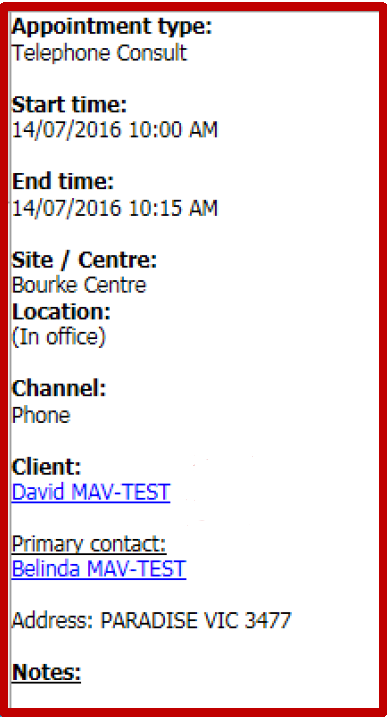 Appointment type:
Telephone Consult
Start time:
14/07/2016 10:00 AM
End time:
14/07/2016 10:15 AM
Site / Centre:
Bourke Centre
Location:
(In office)
Channel:
Phone
Client:
David MAV-TEST
Primary contact:
Belinda MAV-TEST
Address: PARADISE VIC 3477
Notes: